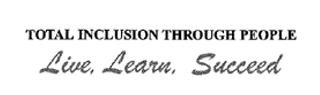 TOTAL INCLUSION THROUGH PEOPLE
Live, Learn, Succeed